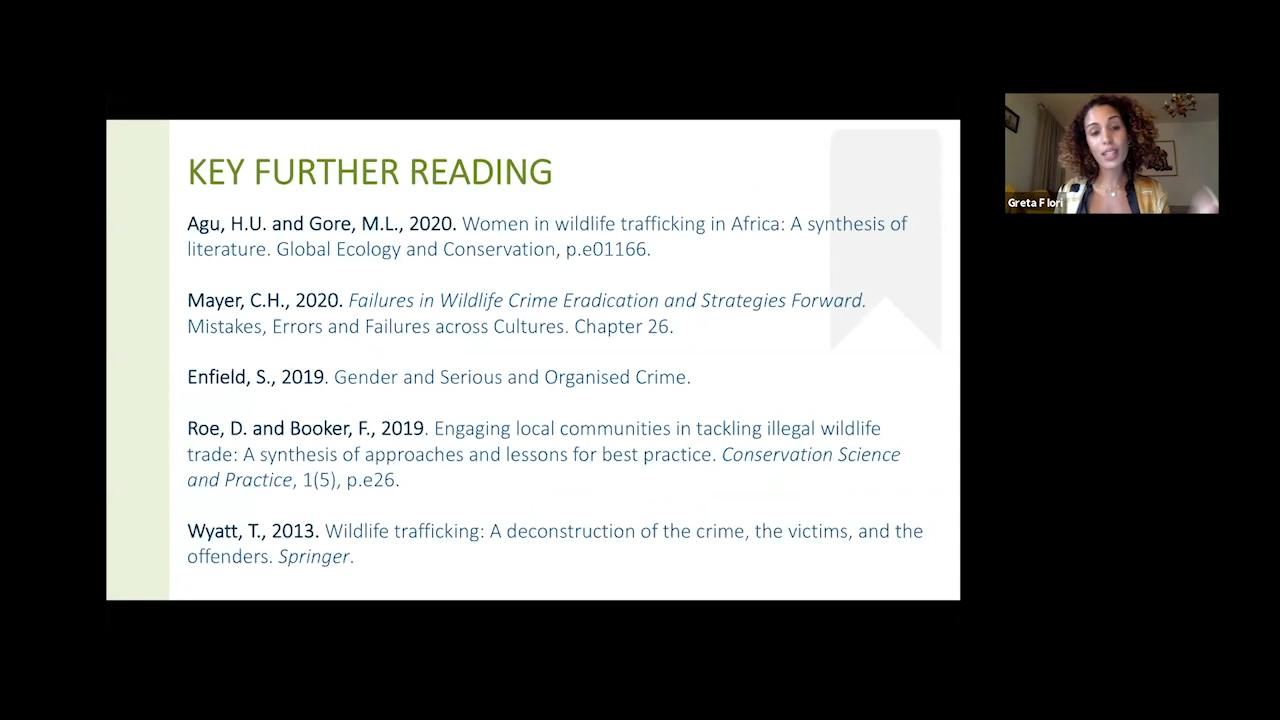 KEY FURTHER READING
Agu, H.U. and Gore, M.L., 2020. Women in wildlife trafficking in Africa: A synthesis of
literature. Global Ecology and Conservation, p.e01166.
Mayer, C.H., 2020. Failures in Wildlife Crime Eradication and Strategies Forward.
Mistakes, Errors and Failures across Cultures. Chapter 26.
Enfield, S., 2019. Gender and Serious and Organised Crime.
Roe, D. and Booker, F., 2019. Engaging local communities in tackling illegal wildlife
trade: A synthesis of approaches and lessons for best practice. Conservation Science
and Practice, 1(5), p.e26.
Wyatt, T., 2013. Wildlife trafficking: A deconstruction of the crime, the victims, and the
offenders. Springer.
Greta F Iori